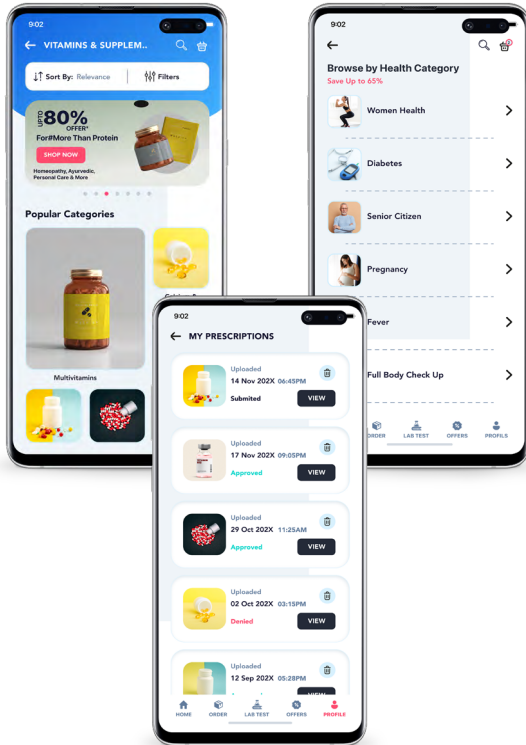 9:02
VITAMINS & SUPPLEM..
Sort By: Relevance
Filters
UPTO 80%
OFFER*
For#More Than Protein
SHOP NOW
Homeopathy, Ayurvedic,
Personal Care & More
Popular Categories
Multivitamins
9:02
Browse by Health Category
Save Up to 65%
Women Health
Diabetes
Senior Citizen
Pregnancy
Fever
Full Body Check Up
ORDER LAB TEST OFFERS PROFILS
9:02
MY PRESCRIPTIONS
Uploaded
14 Nov 202X 06:45PM
Submited VIEW
Uploaded
17 Nov 202X 09:05PM
Approved VIEW
Uploaded
29 Oct 202X 11:25AM
Approved VIEW
Uploaded
02 Oct 202X 03:15PM
Denied VIEW
Uploaded
12 Sep 202X 05:28PM
HOME ORDER LAB TEST OFFERS PROFILE